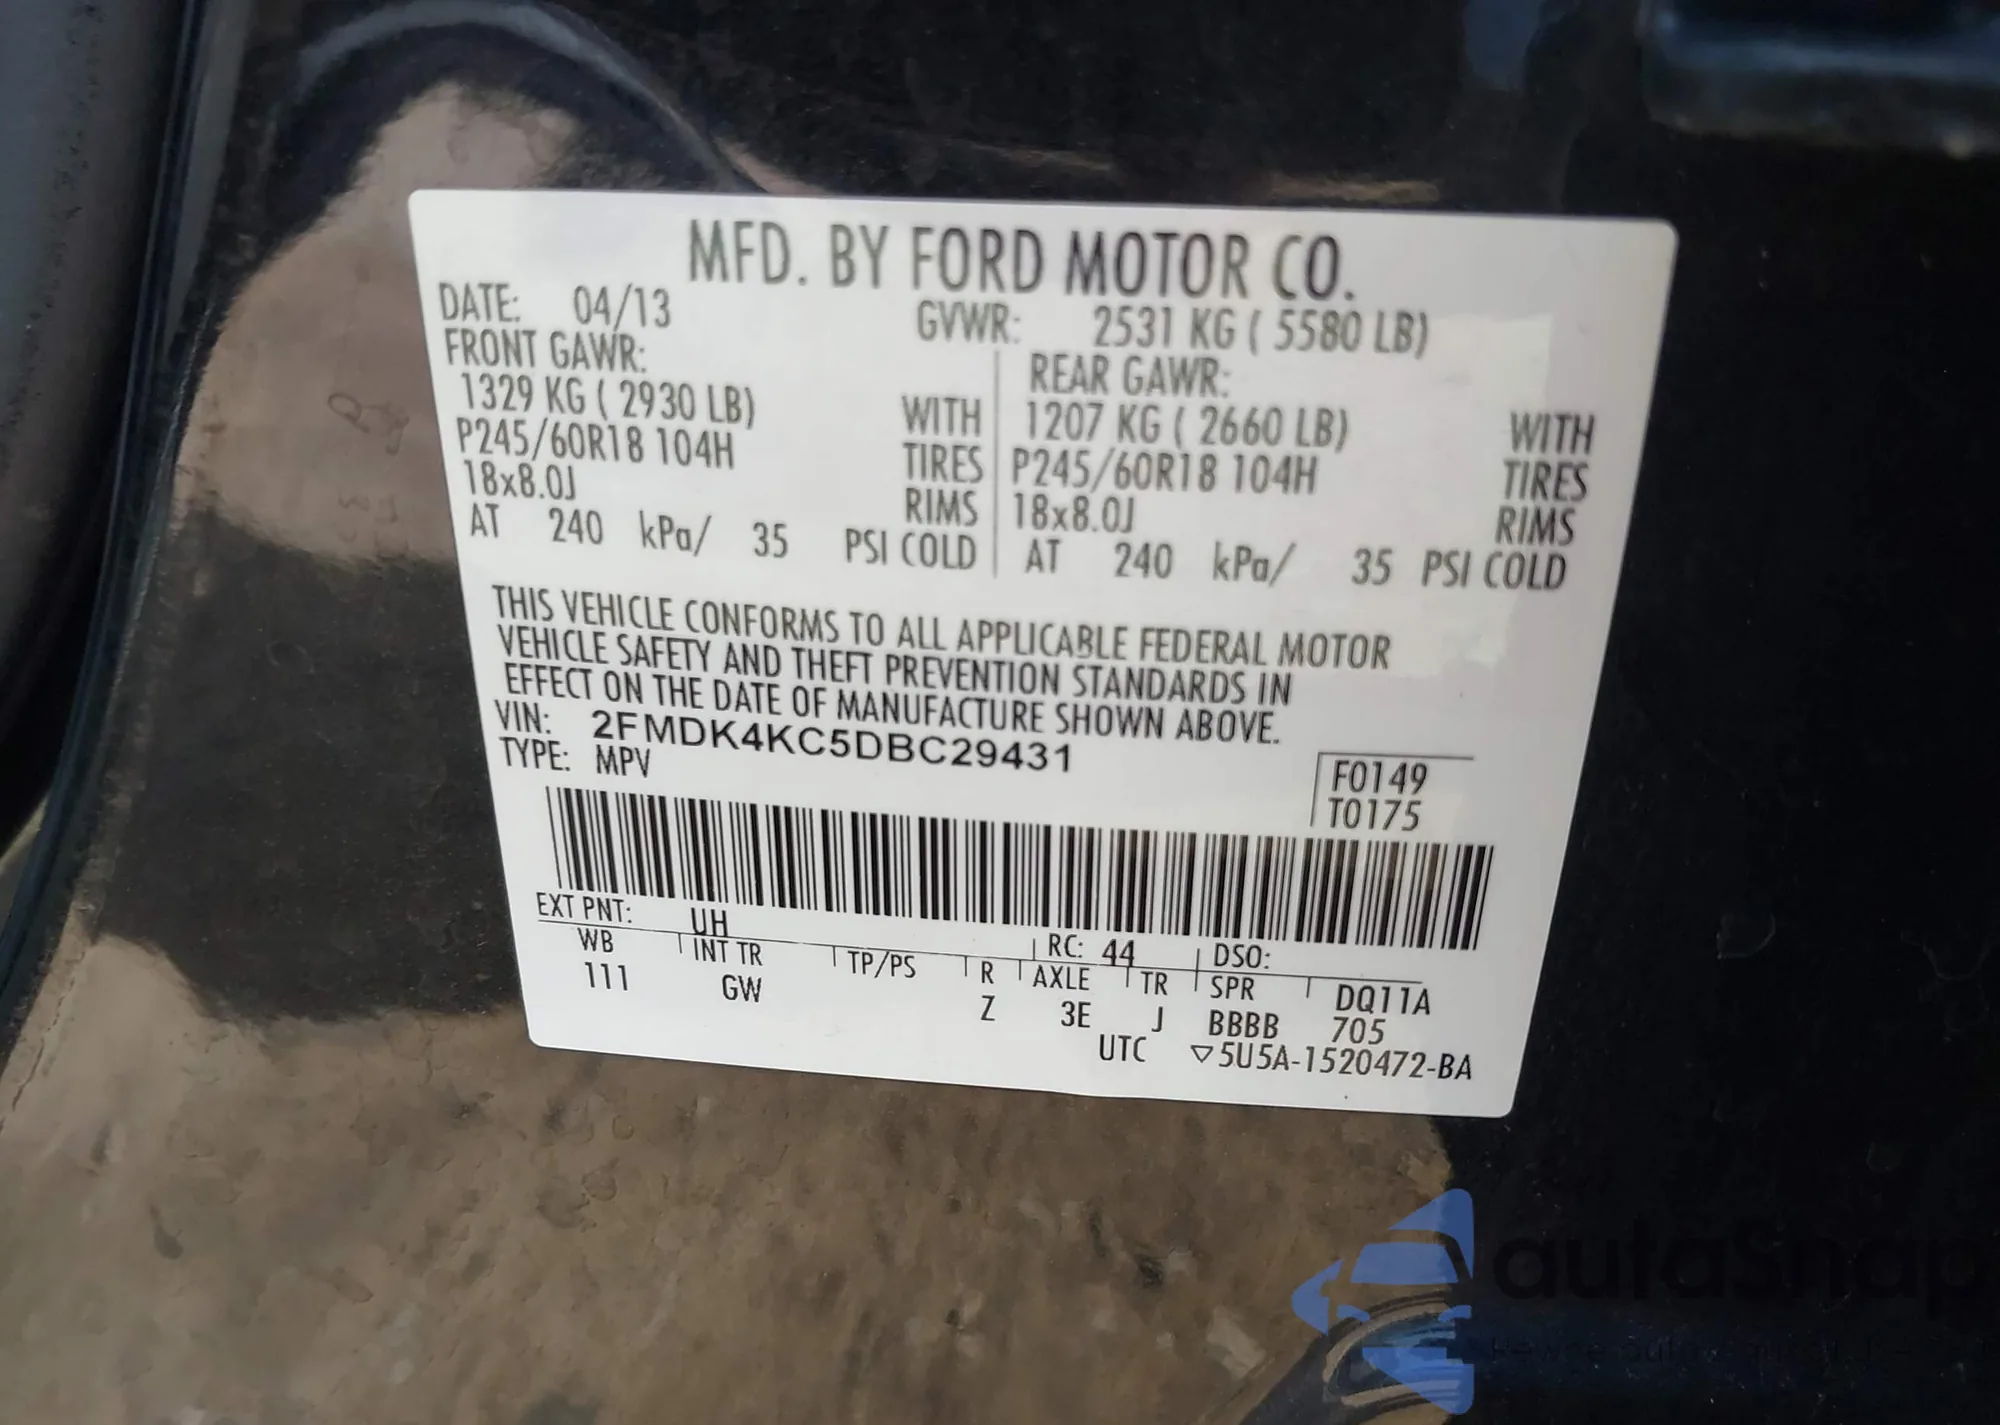 MFD. BY FORD MOTOR CO.
DATE: 04/13 GVWR: 2531 KG ( 5580 LB)
FRONT GAWR: REAR GAWR:
1329 KG ( 2930 LB) WITH 1207 KG ( 2660 LB) WITH
P245/60R18 104H TIRES P245/60R18 104H TIRES
18x8.0J RIMS 18x8.0J RIMS
AT 240 kPa/ 35 PSI COLD AT 240 kPa/ 35 PSI COLD
THIS VEHICLE CONFORMS TO ALL APPLICABLE FEDERAL MOTOR
VEHICLE SAFETY AND THEFT PREVENTION STANDARDS IN
EFFECT ON THE DATE OF MANUFACTURE SHOWN ABOVE.
VIN: 2FMDK4KC5DBC29431
TYPE: MPV
F0149
T0175
EXT PNT: UH RC: 44 DSO:
WB INT TR TP/PS R AXLE TR SPR DQ11A
111 GW Z 3E J BBBB 705
UTC ▽5U5A-1520472-BA
autaSnap